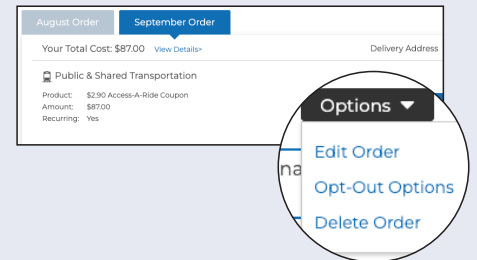 August Order September Order
Your Total Cost: $87.00 View Details> Delivery Address
Public & Shared Transportation
Product: $2.90 Access-A-Ride Coupon
Amount: $87.00
Recurring: Yes
Options
na Edit Order
Opt-Out Options
Delete Order